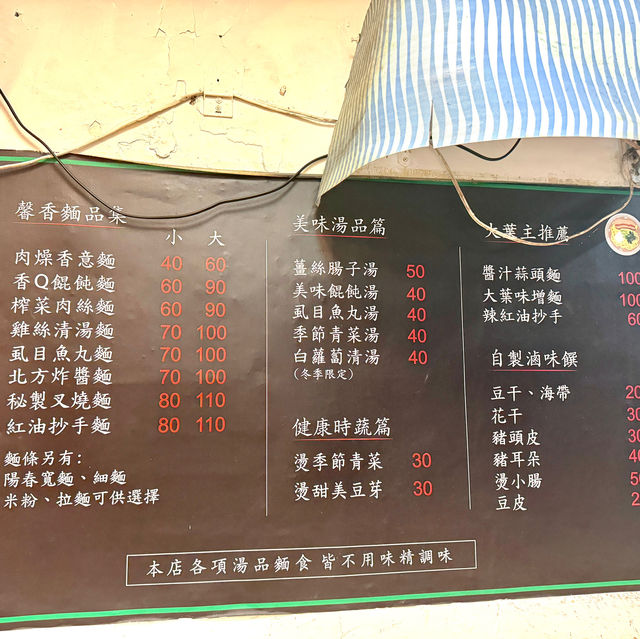 馨香麵品集
小 大
肉燥香意麵 40 60
香Q餛飩麵 60 90
榨菜肉絲麵 60 90
雞絲清湯麵 70 100
虱目魚丸麵 70 100
北方炸醬麵 70 100
秘製叉燒麵 80 110
紅油抄手麵 80 110
麵條另有：
陽春寬麵、細麵
米粉、拉麵可供選擇
美味湯品篇
薑絲腸子湯 50
美味餛飩湯 40
虱目魚丸湯 40
季節青菜湯 40
白蘿蔔清湯 40
（冬季限定）
健康時蔬篇
燙季節青菜 30
燙甜美豆芽 30
大葉主推薦
醬汁蒜頭麵 100
大葉味增麵 100
辣紅油抄手 60
自製滷味饌
豆干、海帶 20
花干 30
豬頭皮 30
豬耳朵 40
燙小腸 50
豆皮 2
本店各項湯品麵食 皆不用味精調味